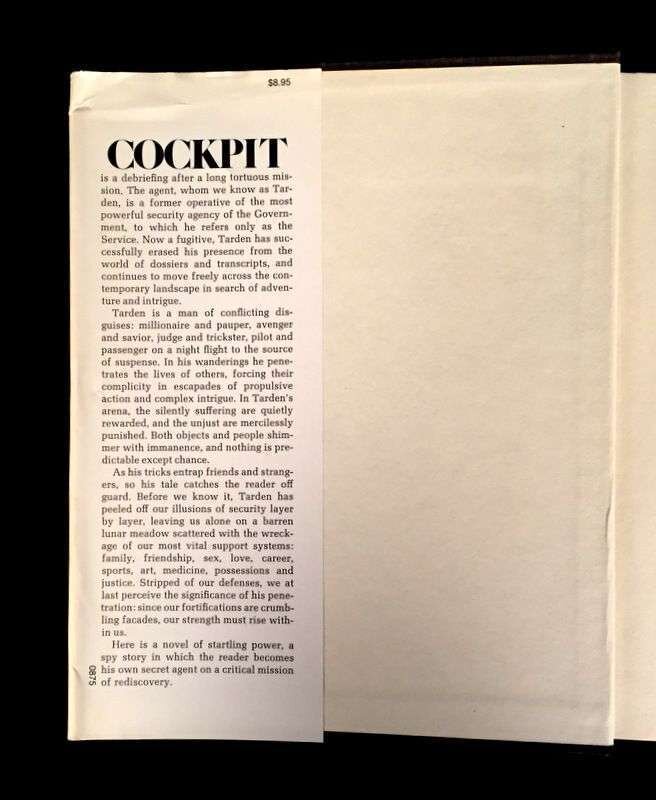 $8.95
COCKPIT
is a debriefing after a long tortuous mis-
sion. The agent, whom we know as Tar-
den, is a former operative of the most
powerful security agency of the Govern-
ment, to which he refers only as the
Service. Now a fugitive, Tarden has suc-
cessfully erased his presence from the
world of dossiers and transcripts, and
continues to move freely across the con-
temporary landscape in search of adven-
ture and intrigue.
Tarden is a man of conflicting dis-
guises: millionaire and pauper, avenger
and savior, judge and trickster, pilot and
passenger on a night flight to the source
of suspense. In his wanderings he pene-
trates the lives of others, forcing their
complicity in escapades of propulsive
action and complex intrigue. In Tarden's
arena, the silently suffering are quietly
rewarded, and the unjust are mercilessly
punished. Both objects and people shim-
mer with immanence, and nothing is pre-
dictable except chance.
As his tricks entrap friends and strang-
ers, so his tale catches the reader off
guard. Before we know it, Tarden has
peeled off our illusions of security layer
by layer, leaving us alone on a barren
lunar meadow scattered with the wreck-
age of our most vital support systems:
family, friendship, sex, love, career,
sports, art, medicine, possessions and
justice. Stripped of our defenses, we at
last perceive the significance of his pene-
tration: since our fortifications are crumb-
ling facades, our strength must rise with-
in us.
Here is a novel of startling power, a
spy story in which the reader becomes
his own secret agent on a critical mission
of rediscovery.
0875